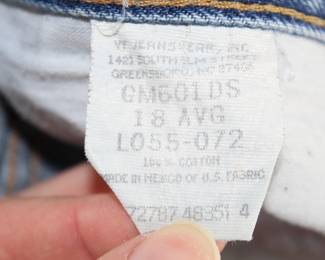 VF JEANSWEAR, INC
1421 SOUTH ELM STREET
GREENSBORO, NC 27406
GM601DS
18 AVG
L055-072
100% COTTON
MADE IN MEXICO OF U.S. FABRIC
72787 48351 4